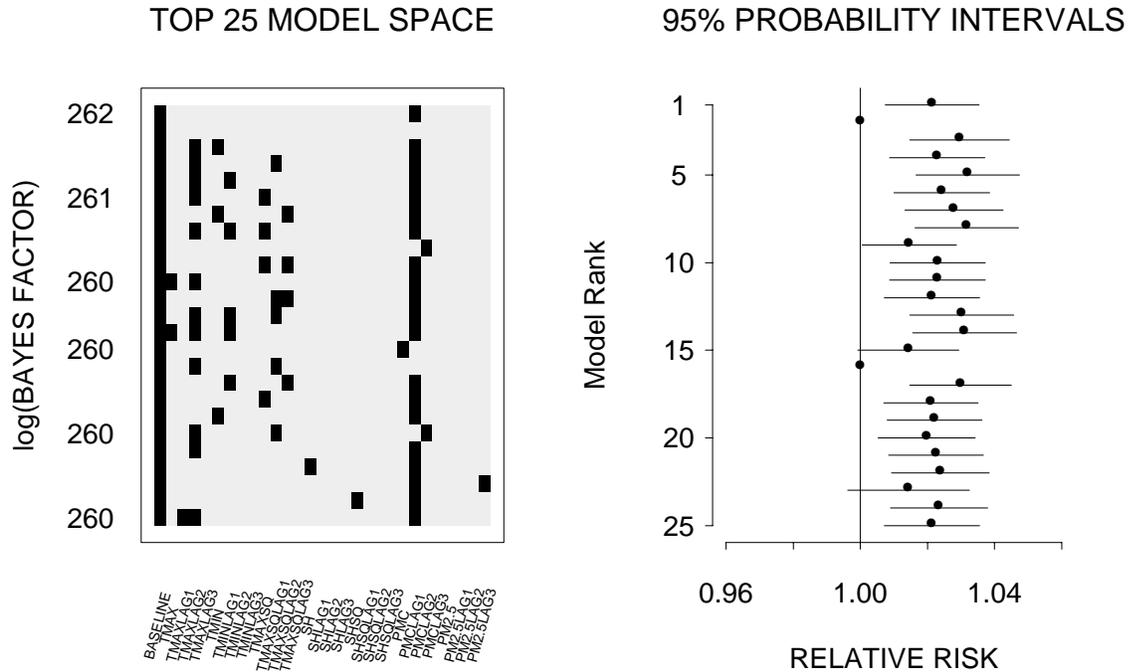 TOP 25 MODEL SPACE
log(BAYES FACTOR)
262
261
260
260
260
260
BASELINE
TMAX
TMAXLAG1
TMAXLAG2
TMAXLAG3
TMIN
TMINLAG1
TMINLAG2
TMINLAG3
TMAXSQ
TMAXSQLAG1
TMAXSQLAG2
TMAXSQLAG3
SH
SHLAG1
SHLAG2
SHLAG3
SHSQ
SHSQLAG1
SHSQLAG2
SHSQLAG3
PMC
PMCLAG1
PMCLAG2
PMCLAG3
PM2.5
PM2.5LAG1
PM2.5LAG2
PM2.5LAG3
95% PROBABILITY INTERVALS
Model Rank
1
5
10
15
20
25
0.96
1.00
1.04
RELATIVE RISK